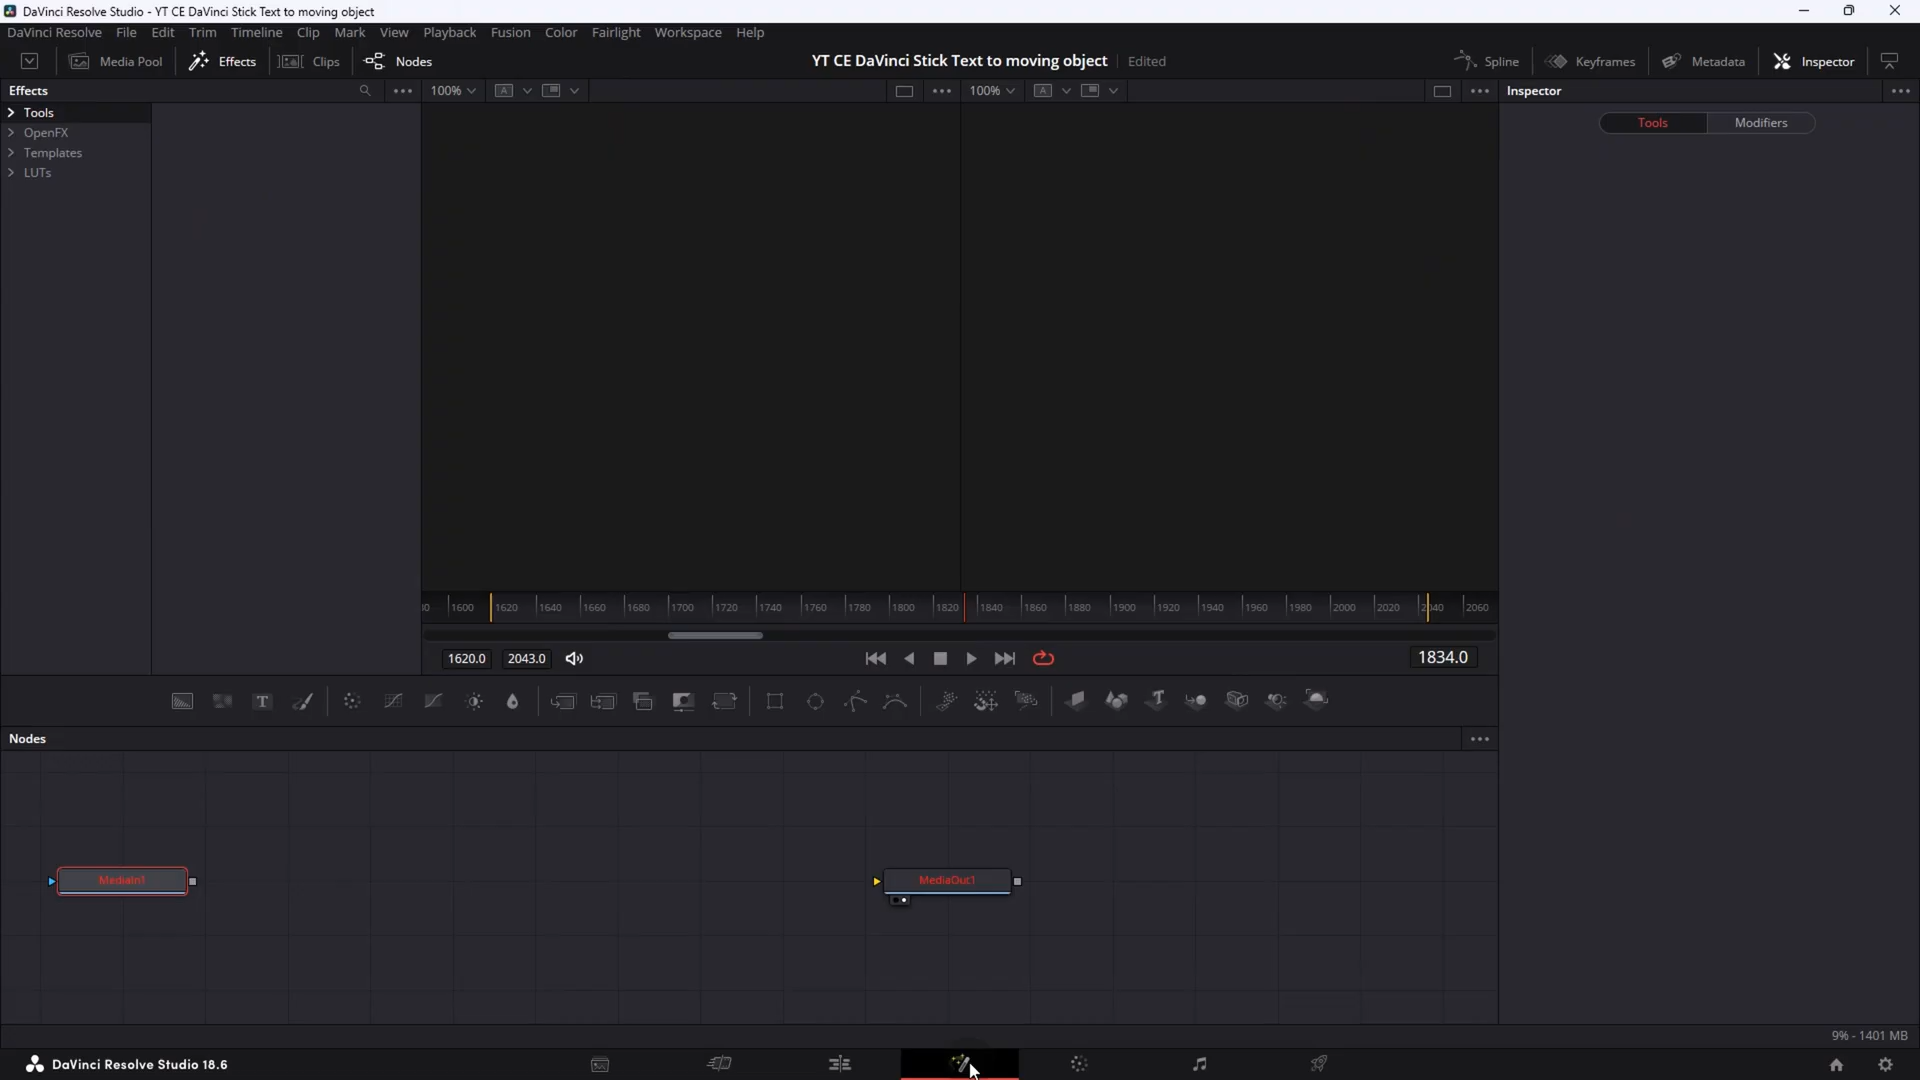 DaVinci Resolve Studio - YT CE DaVinci Stick Text to moving object
DaVinci Resolve File Edit Trim Timeline Clip Mark View Playback Fusion Color Fairlight Workspace Help
Media Pool Effects Clips Nodes YT CE DaVinci Stick Text to moving object Edited Spline Keyframes Metadata Inspector
Effects 100% A 100% A Inspector
Tools Tools Modifiers
OpenFX
Templates
LUTs
1600 1620 1640 1660 1680 1700 1720 1740 1760 1780 1800 1820 1840 1860 1880 1900 1920 1940 1960 1980 2000 2020 2040 2060
1620.0 2043.0 1834.0
T T
Nodes
MediaIn1 MediaOut1
9% - 1401 MB
DaVinci Resolve Studio 18.6